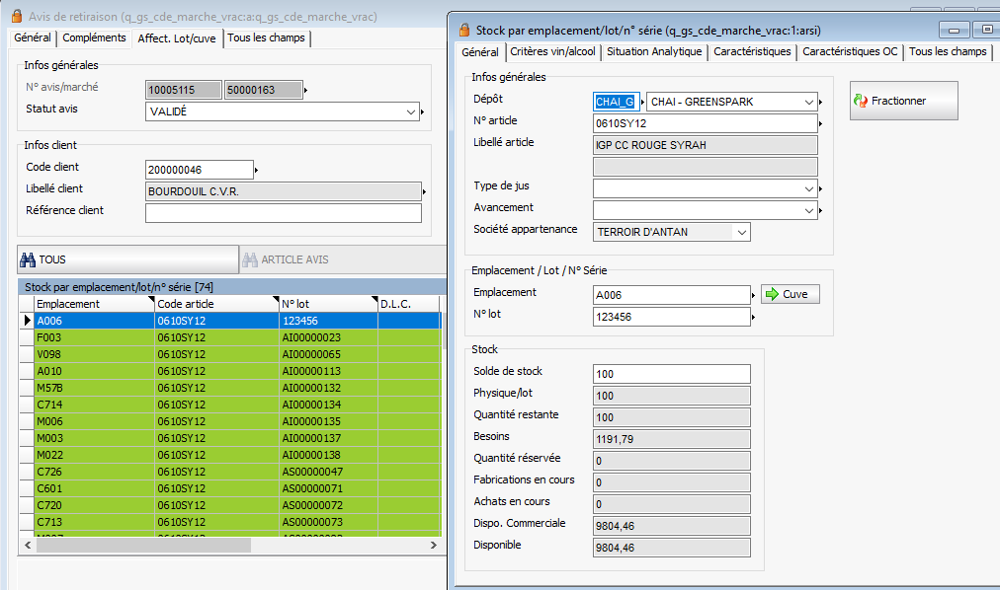 Avis de retiraison (q_gs_cde_marche_vrac:a:q_gs_cde_marche_vrac)
Général
Compléments
Affect. Lot/cuve
Tous les champs
Infos générales
N° avis/marché
10005115
50000163
Statut avis
VALIDÉ
Infos client
Code client
200000046
Libellé client
BOURDOUIL C.V.R.
Référence client
TOUS
ARTICLE AVIS
Stock par emplacement/lot/n° série [74]
Emplacement Code article N° lot D.L.C.
A006 0610SY12 123456
F003 0610SY12 AI00000023
V098 0610SY12 AI00000065
A010 0610SY12 AI00000113
M57B 0610SY12 AI00000132
C714 0610SY12 AI00000134
M006 0610SY12 AI00000135
M003 0610SY12 AI00000137
M022 0610SY12 AI00000138
C726 0610SY12 AS00000047
C601 0610SY12 AS00000071
C720 0610SY12 AS00000072
C713 0610SY12 AS00000073
Stock par emplacement/lot/n° série (q_gs_cde_marche_vrac:1:arsi)
Général
Critères vin/alcool
Situation Analytique
Caractéristiques
Caractéristiques OC
Tous les champs
Infos générales
Dépôt
CHAI_G
CHAI - GREENSPARK
Fractionner
N° article
0610SY12
Libellé article
IGP CC ROUGE SYRAH
Type de jus
Avancement
Société appartenance
TERROIR D'ANTAN
Emplacement / Lot / N° Série
Emplacement
A006
Cuve
N° lot
123456
Stock
Solde de stock
100
Physique/lot
100
Quantité restante
100
Besoins
1191,79
Quantité réservée
0
Fabrications en cours
0
Achats en cours
0
Dispo. Commerciale
9804,46
Disponible
9804,46